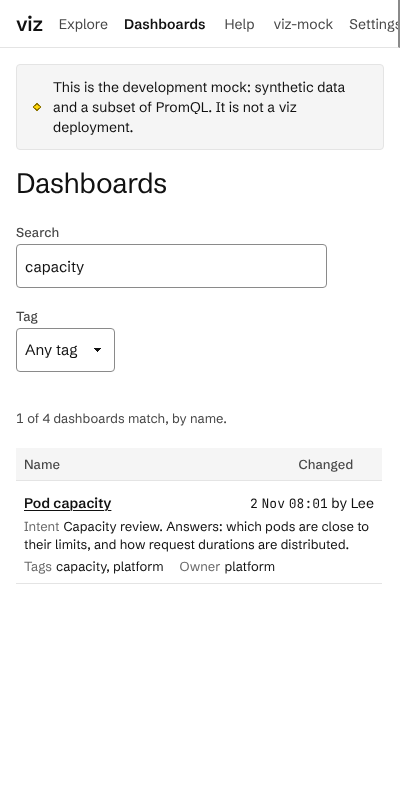 viz Explore Dashboards Help viz-mock Settings
This is the development mock: synthetic data
and a subset of PromQL. It is not a viz
deployment.
Dashboards
Search
capacity
Tag
Any tag
1 of 4 dashboards match, by name.
Name Changed
Pod capacity 2 Nov 08:01 by Lee
Intent Capacity review. Answers: which pods are close to
their limits, and how request durations are distributed.
Tags capacity, platform Owner platform